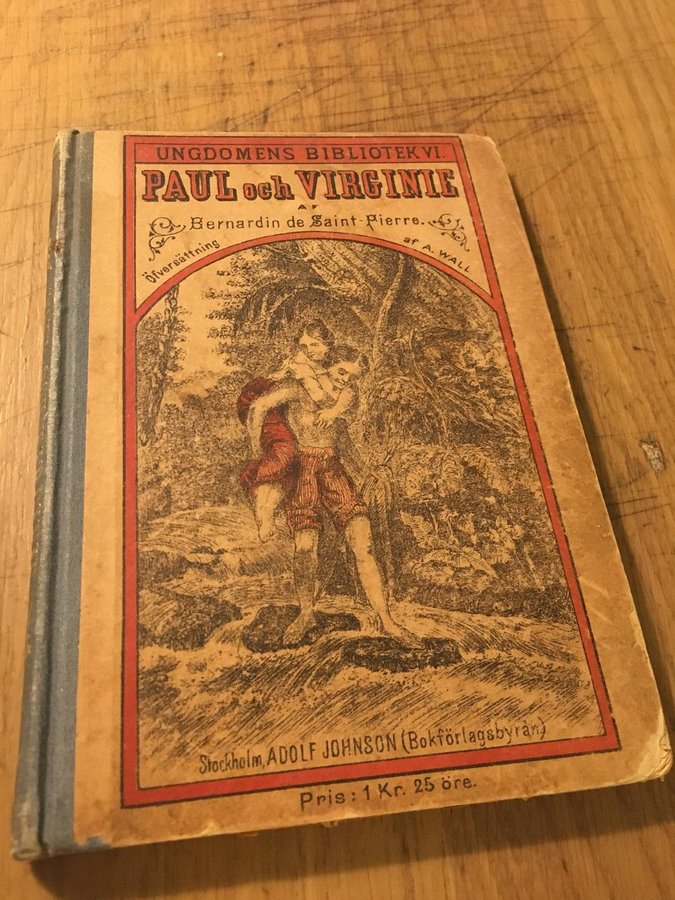 UNGDOMENS BIBLIOTEK VI.
PAUL och VIRGINIE
AF
Bernardin de Saint-Pierre.
Öfversättning af A. WALL
Stockholm, ADOLF JOHNSON (Bokförlagsbyrån)
Pris: 1 Kr. 25 öre.